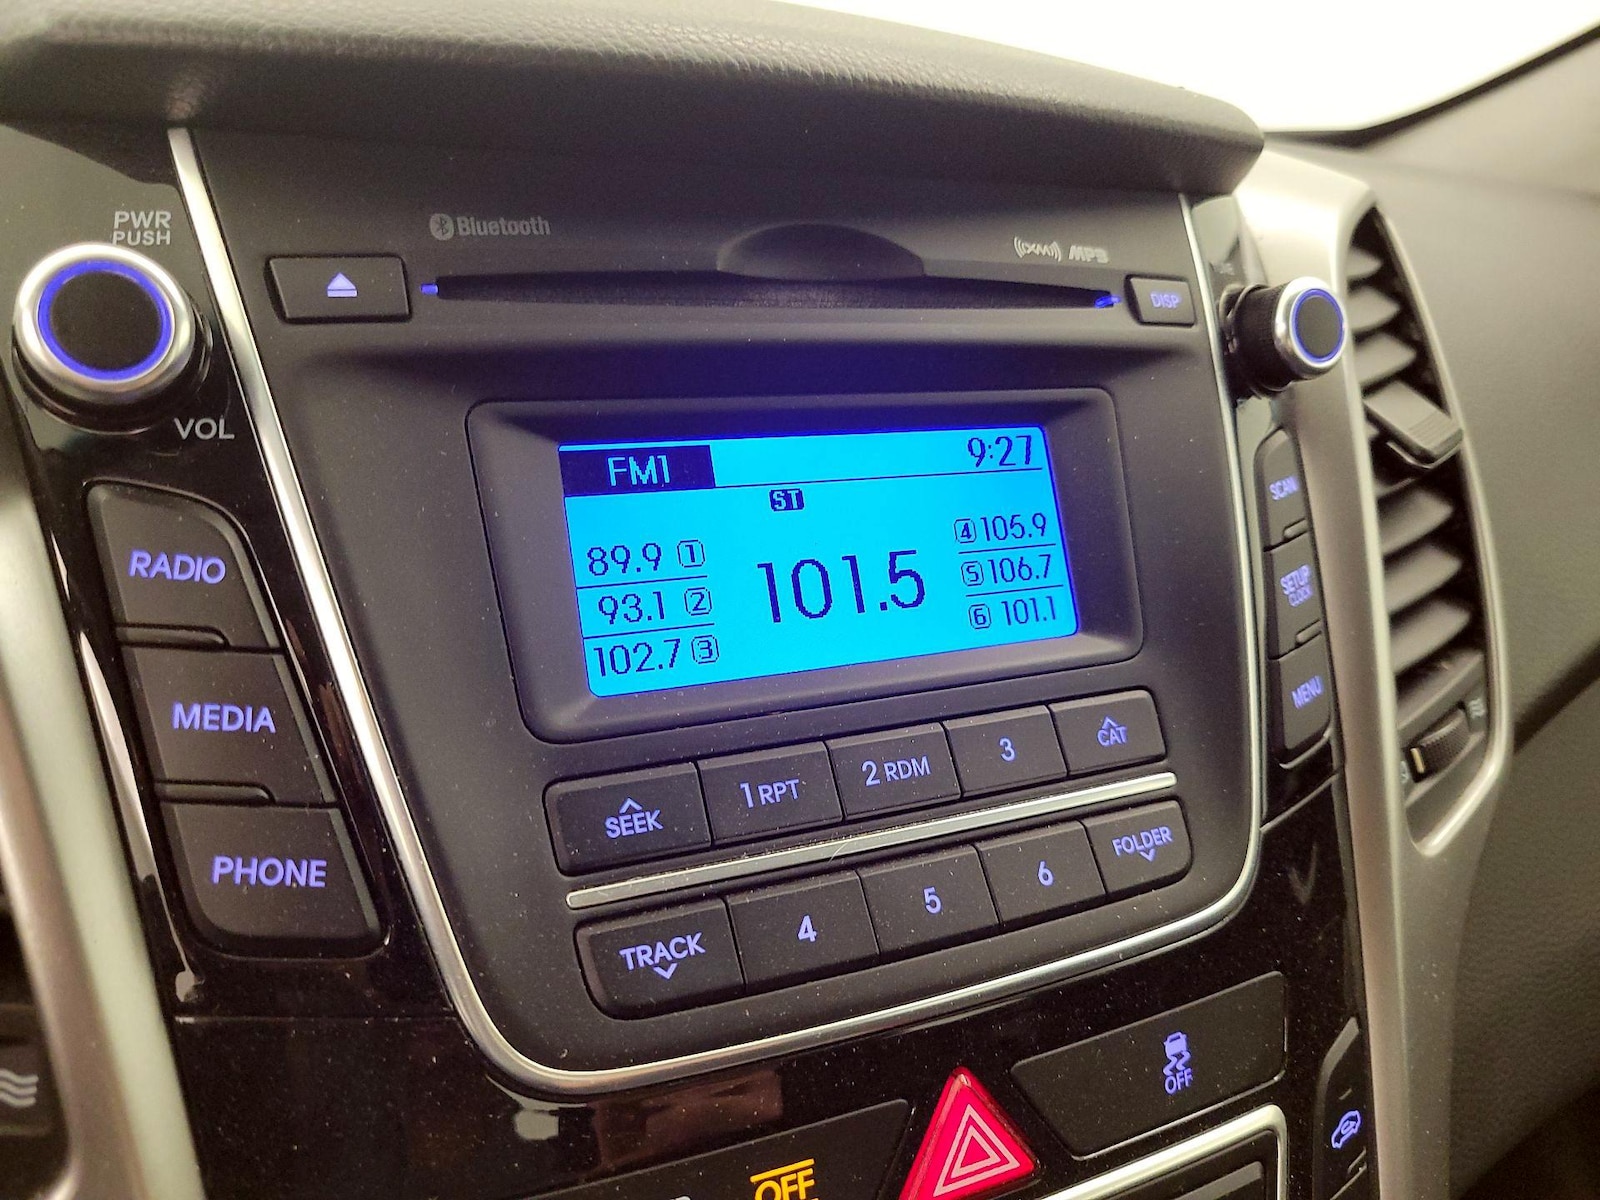 PWR
PUSH
VOL
Bluetooth
XM MP3
DISP
FM1 9:27
ST
89.9 1
93.1 2
102.7 3
101.5
4 105.9
5 106.7
6 101.1
RADIO
MEDIA
PHONE
SCAN
SETUP
CLOCK
MENU
SEEK 1 RPT 2 RDM 3 CAT
TRACK 4 5 6 FOLDER
OFF
OFF